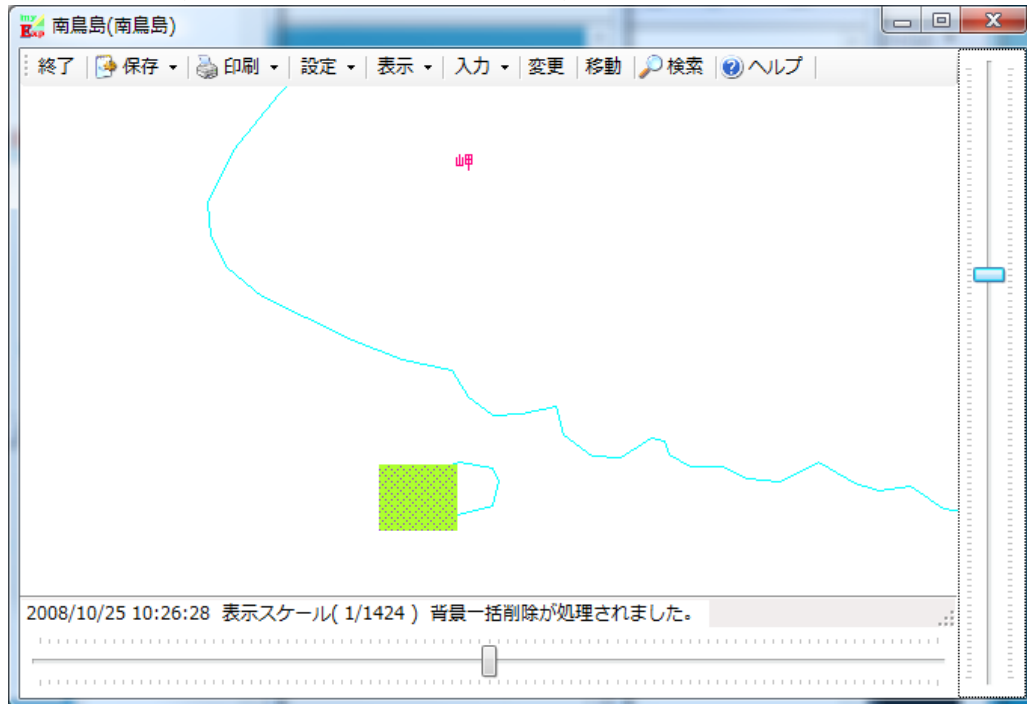 my Exp 南鳥島(南鳥島)
終了 保存 印刷 設定 表示 入力 変更 移動 検索 ヘルプ
岬
2008/10/25 10:26:28 表示スケール( 1/1424 ) 背景一括削除が処理されました。